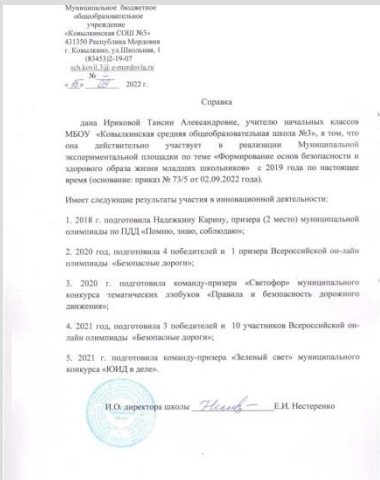 Муниципальное бюджетное
общеобразовательное
учреждение
«Ковылкинская СОШ №3»
431350 Республика Мордовия
г. Ковылкино, ул.Школьная, 1
(83453)2-19-07
sch.kovil.3@e-mordovia.ru
№ –
2022 г.
Справка
дана Ириковой Таисии Александровне, учителю начальных классов
МБОУ «Ковылкинская средняя общеобразовательная школа №3», в том, что
она действительно участвует в реализации Муниципальной
экспериментальной площадки по теме «Формирование основ безопасности и
здорового образа жизни младших школьников» с 2019 года по настоящее
время (основание: приказ № 73/5 от 02.09.2022 года).
Имеет следующие результаты участия в инновационной деятельности:
1. 2018 г. подготовила Надежкину Карину, призера (2 место) муниципальной
олимпиады по ПДД «Помню, знаю, соблюдаю»;
2. 2020 год, подготовила 4 победителей и 1 призера Всероссийской он-лайн
олимпиады «Безопасные дороги»;
3. 2020 г. подготовила команду-призера «Светофор» муниципального
конкурса тематических лэпбуков «Правила и безопасность дорожного
движения»;
4. 2021 год, подготовила 3 победителей и 10 участников Всероссийской он-
лайн олимпиады «Безопасные дороги»;
5. 2021 г. подготовила команду-призера «Зеленый свет» муниципального
конкурса «ЮИД в деле».
И.О. директора школы Е.И. Нестеренко